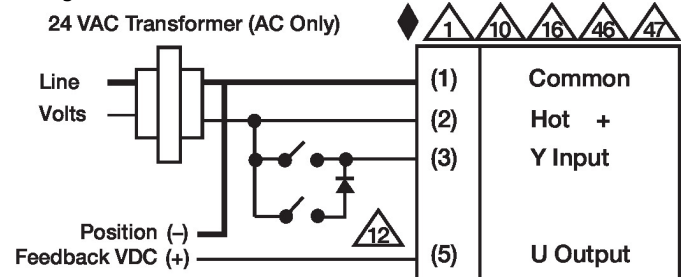 24 VAC Transformer (AC Only)
1 10 16 46 47
Line
Volts
(1) Common
(2) Hot +
(3) Y Input
12
Position (–)
Feedback VDC (+)
(5) U Output